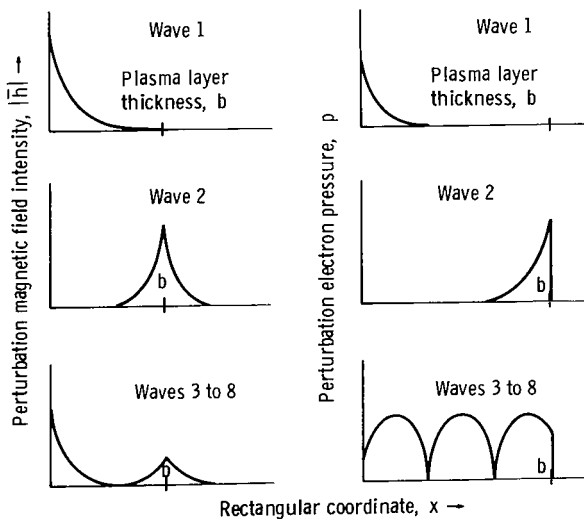 Perturbation magnetic field intensity, |h̄| →
Wave 1
Plasma layer
thickness, b
Wave 2
b
Waves 3 to 8
b
Perturbation electron pressure, p
Wave 1
Plasma layer
thickness, b
Wave 2
b
Waves 3 to 8
b
Rectangular coordinate, x →